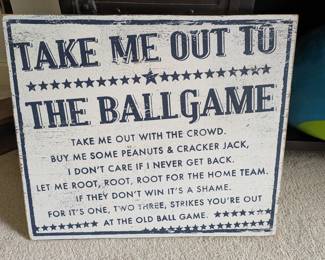 TAKE ME OUT TO
THE BALLGAME
TAKE ME OUT WITH THE CROWD.
BUY ME SOME PEANUTS & CRACKER JACK,
I DON'T CARE IF I NEVER GET BACK.
LET ME ROOT, ROOT, ROOT FOR THE HOME TEAM.
IF THEY DON'T WIN IT'S A SHAME.
FOR IT'S ONE, TWO THREE, STRIKES YOU'RE OUT
AT THE OLD BALL GAME.